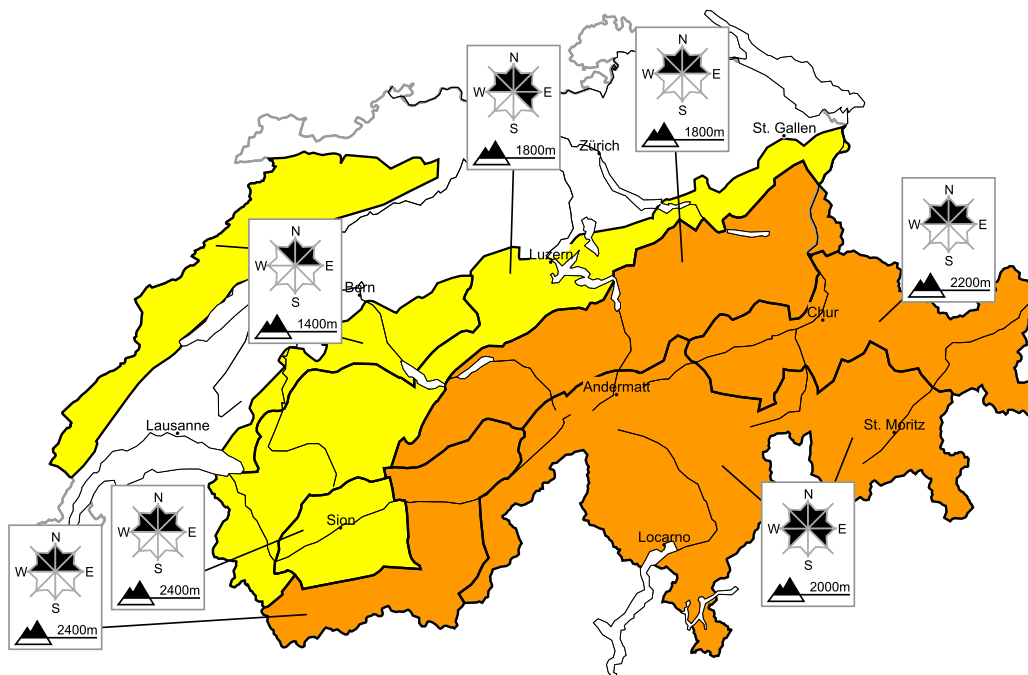 N
W E
S
1800m
N
W E
S
1800m
St. Gallen
Zürich
N
W E
S
2200m
N
W E
S
1400m
Luzern
Bern
Chur
Andermatt
St. Moritz
Lausanne
N
W E
S
2400m
Sion
N
W E
S
2000m
N
W E
S
2400m
Locarno